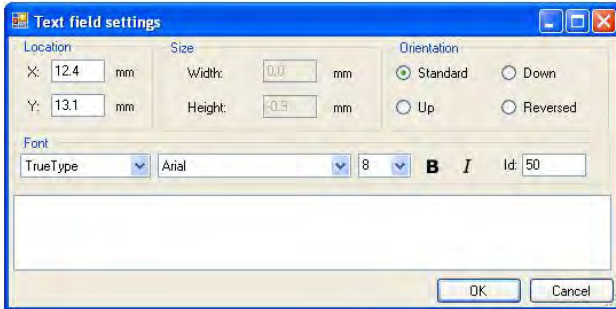 Text field settings
Location
Size
Orientation
X: 12.4 mm
Width: 0.0 mm
Standard
Down
Y: 13.1 mm
Height: -0.9 mm
Up
Reversed
Font
TrueType
Arial
8
B
I
Id: 50
OK
Cancel